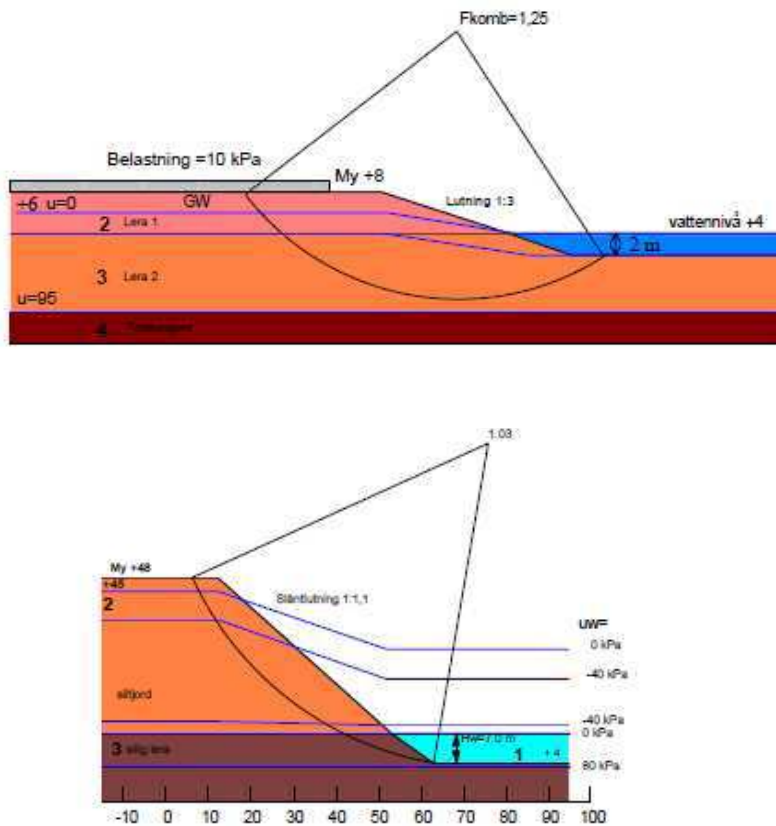 Fkomb=1,25
Belastning =10 kPa
My +8
+6 u=0
GW
Lutning 1:3
2 Lera 1
vattennivå +4
2 m
3 Lera 2
u=95
4
1.03
My +48
+45
2
Släntlutning 1:1,1
uw=
0 kPa
-40 kPa
siltjord
-40 kPa
0 kPa
Hw=7,0 m
3 siltig lera
1 + 4
80 kPa
-10 0 10 20 30 40 50 60 70 80 90 100